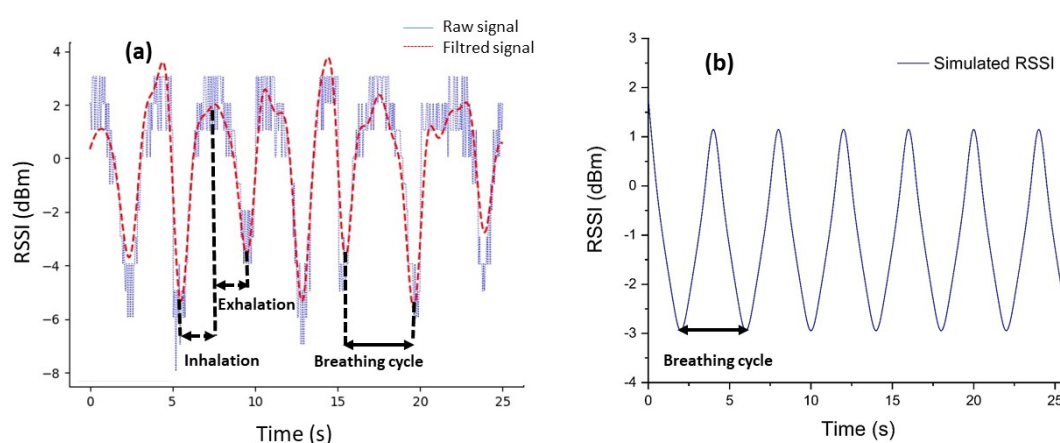 (a)
Raw signal
Filtred signal
RSSI (dBm)
4
2
0
-2
-4
-6
-8
Exhalation
Inhalation
Breathing cycle
0
5
10
15
20
25
Time (s)
(b)
Simulated RSSI
RSSI (dBm)
3
2
1
0
-1
-2
-3
-4
Breathing cycle
0
5
10
15
20
25
Time (s)